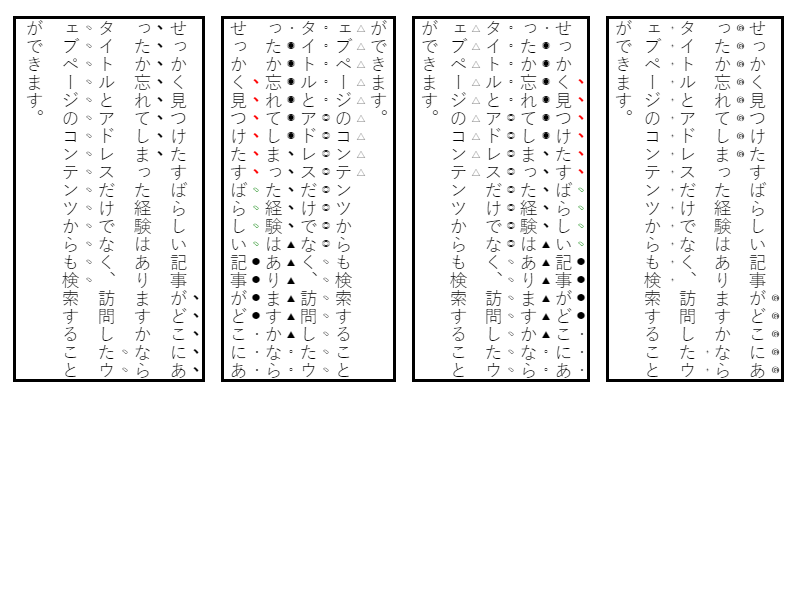 せっかく見つけたすばらしい記事がどこにあ
ったか忘れてしまった経験はありますかなら
タイトルとアドレスだけでなく、訪問したウ
ェブページのコンテンツからも検索すること
ができます。
せっかく見つけたすばらしい記事がどこにあ
ったか忘れてしまった経験はありますかなら
タイトルとアドレスだけでなく、訪問したウ
ェブページのコンテンツからも検索すること
ができます。
せっかく見つけたすばらしい記事がどこにあ
ったか忘れてしまった経験はありますかなら
タイトルとアドレスだけでなく、訪問したウ
ェブページのコンテンツからも検索すること
ができます。
せっかく見つけたすばらしい記事がどこにあ
ったか忘れてしまった経験はありますかなら
タイトルとアドレスだけでなく、訪問したウ
ェブページのコンテンツからも検索すること
ができます。